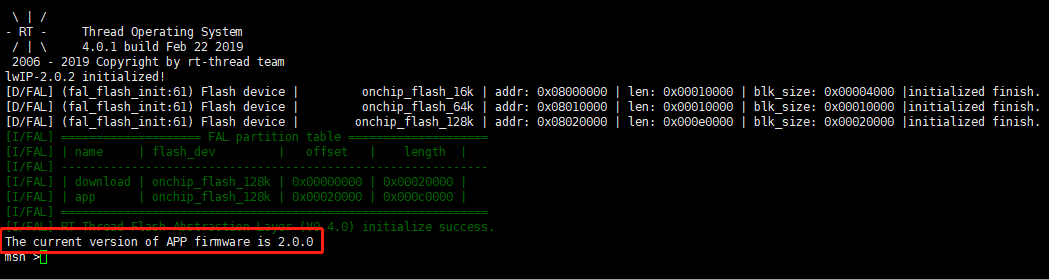 \ | /
- RT -     Thread Operating System
 / | \     4.0.1 build Feb 22 2019
 2006 - 2019 Copyright by rt-thread team
lwIP-2.0.2 initialized!
[D/FAL] (fal_flash_init:61) Flash device |         onchip_flash_16k | addr: 0x08000000 | len: 0x00010000 | blk_size: 0x00004000 |initialized finish.
[D/FAL] (fal_flash_init:61) Flash device |         onchip_flash_64k | addr: 0x08010000 | len: 0x00010000 | blk_size: 0x00010000 |initialized finish.
[D/FAL] (fal_flash_init:61) Flash device |        onchip_flash_128k | addr: 0x08020000 | len: 0x000e0000 | blk_size: 0x00020000 |initialized finish.
[I/FAL] ==================== FAL partition table ====================
[I/FAL] | name     | flash_dev         |   offset   |    length  |
[I/FAL] -------------------------------------------------------------
[I/FAL] | download | onchip_flash_128k | 0x00000000 | 0x00020000 |
[I/FAL] | app      | onchip_flash_128k | 0x00020000 | 0x000c0000 |
[I/FAL] =============================================================
[I/FAL] RT-Thread Flash Abstraction Layer (V0.4.0) initialize success.
The current version of APP firmware is 2.0.0
msh >